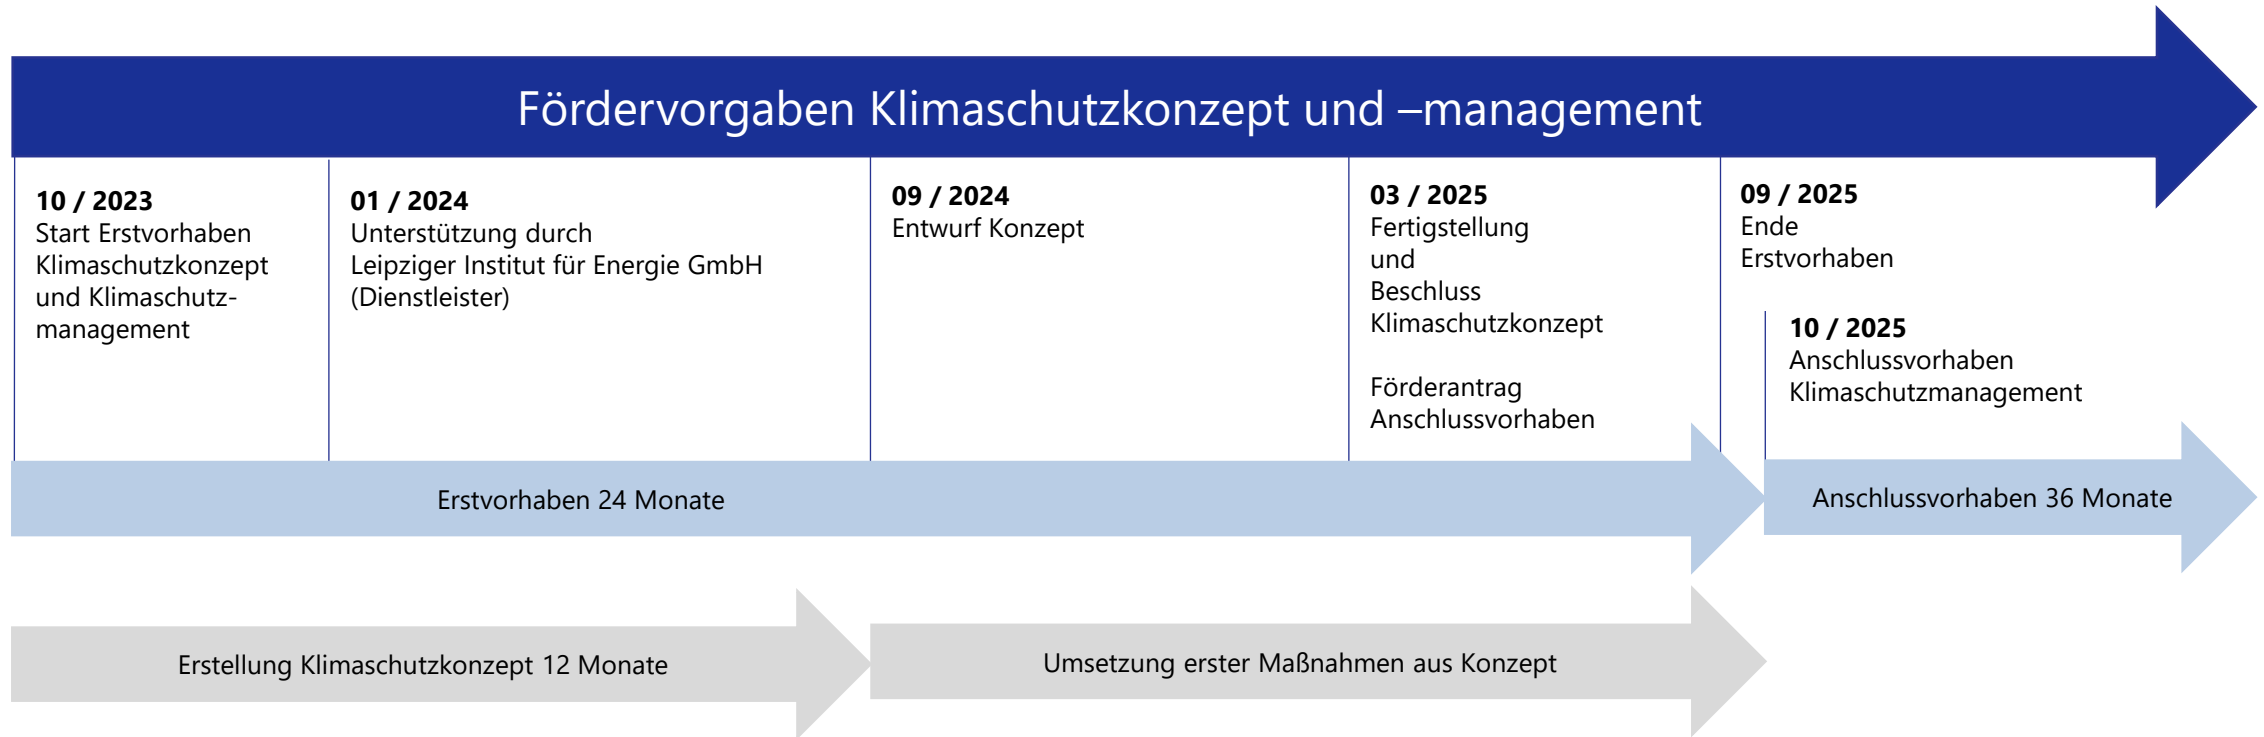 Fördervorgaben Klimaschutzkonzept und –management
10 / 2023
Start Erstvorhaben
Klimaschutzkonzept
und Klimaschutz-
management
01 / 2024
Unterstützung durch
Leipziger Institut für Energie GmbH
(Dienstleister)
09 / 2024
Entwurf Konzept
03 / 2025
Fertigstellung
und
Beschluss
Klimaschutzkonzept
Förderantrag
Anschlussvorhaben
09 / 2025
Ende
Erstvorhaben
10 / 2025
Anschlussvorhaben
Klimaschutzmanagement
Erstvorhaben 24 Monate
Anschlussvorhaben 36 Monate
Erstellung Klimaschutzkonzept 12 Monate
Umsetzung erster Maßnahmen aus Konzept